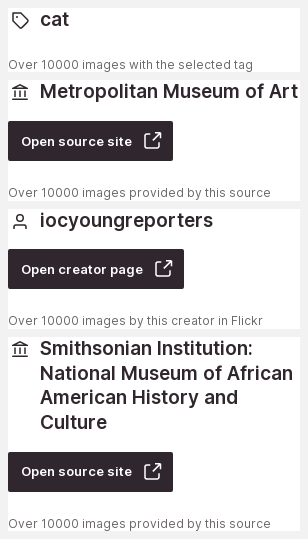 cat
Over 10000 images with the selected tag
Metropolitan Museum of Art
Open source site
Over 10000 images provided by this source
iocyoungreporters
Open creator page
Over 10000 images by this creator in Flickr
Smithsonian Institution:
National Museum of African
American History and
Culture
Open source site
Over 10000 images provided by this source